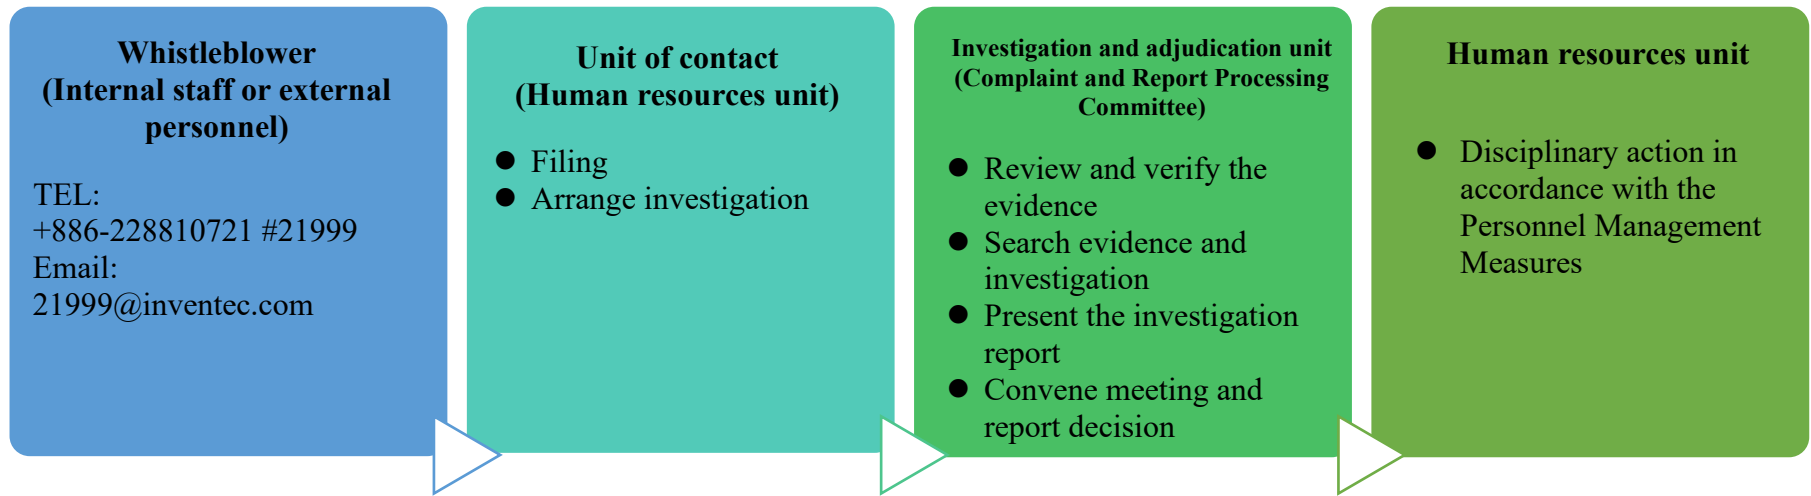 Whistleblower
(Internal staff or external
personnel)
TEL:
+886-228810721 #21999
Email:
21999@inventec.com
Unit of contact
(Human resources unit)
● Filing
● Arrange investigation
Investigation and adjudication unit
(Complaint and Report Processing
Committee)
● Review and verify the
evidence
● Search evidence and
investigation
● Present the investigation
report
● Convene meeting and
report decision
Human resources unit
● Disciplinary action in
accordance with the
Personnel Management
Measures